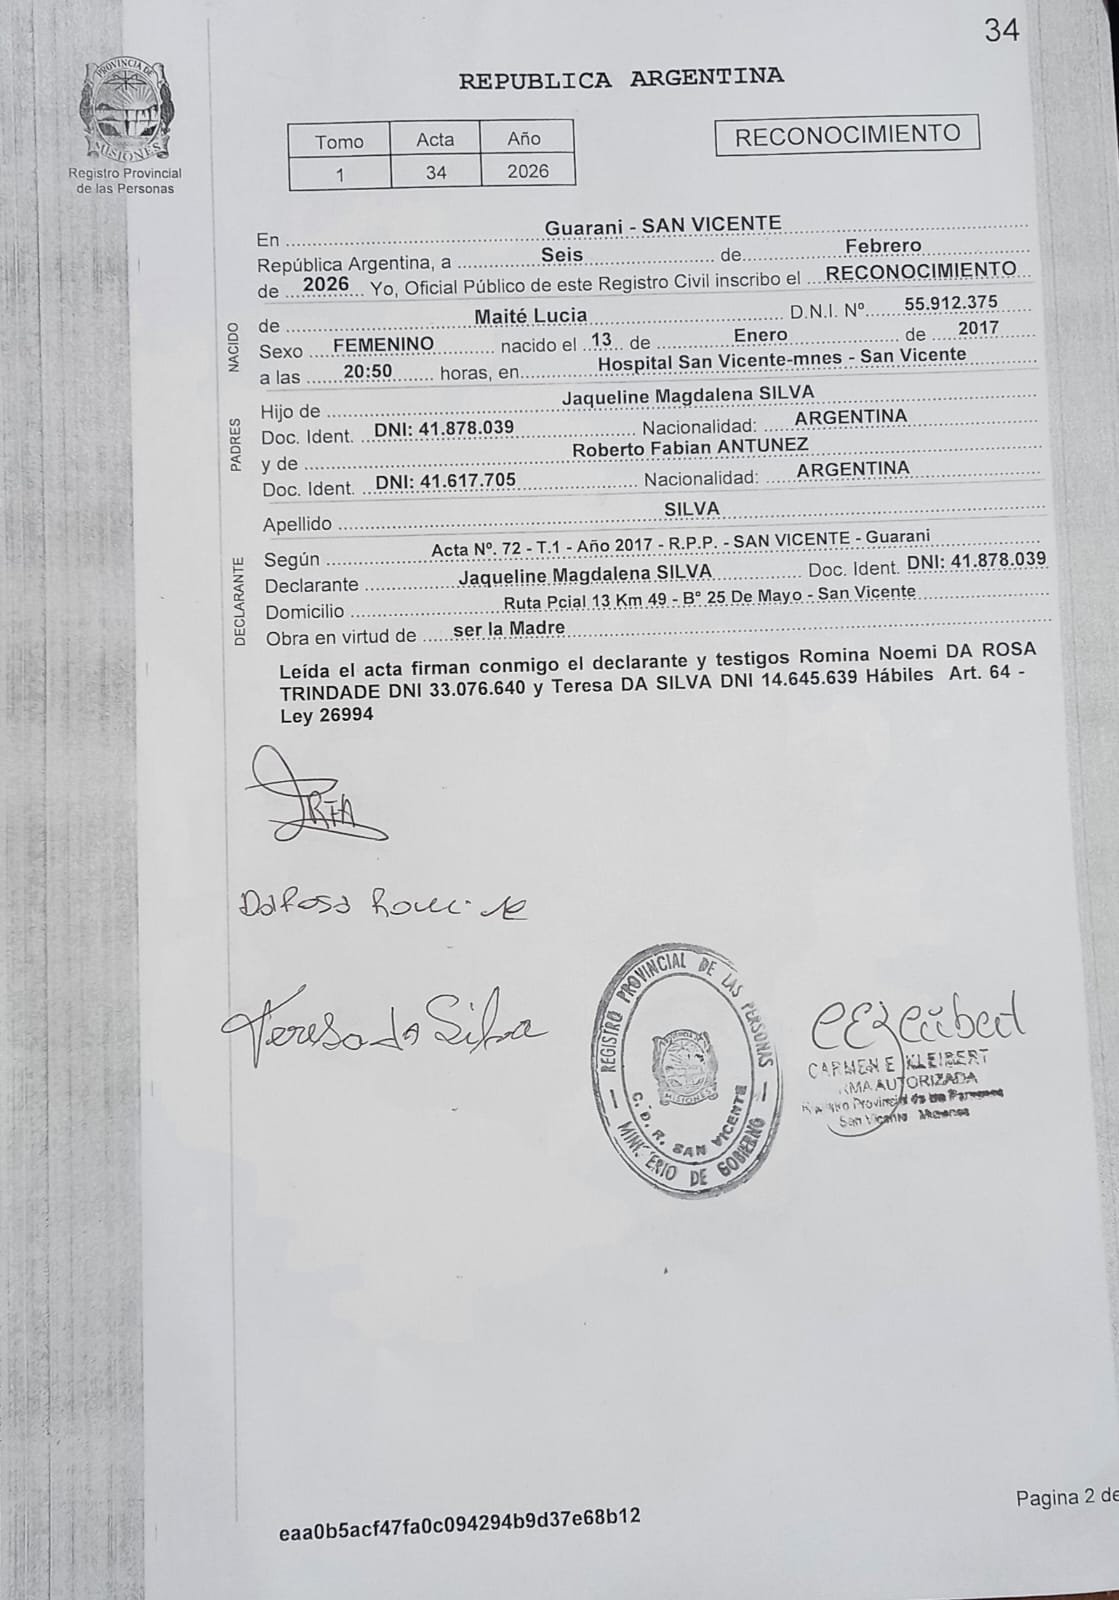 34
PROVINCIA DE
MISIONES
Registro Provincial
de las Personas
REPUBLICA ARGENTINA
Tomo Acta Año
1 34 2026
RECONOCIMIENTO
En Guarani - SAN VICENTE
República Argentina, a Seis de Febrero
de 2026 Yo, Oficial Público de este Registro Civil inscribo el RECONOCIMIENTO
NACIDO
de Maité Lucia D.N.I. Nº 55.912.375
Sexo FEMENINO nacido el 13 de Enero de 2017
a las 20:50 horas, en Hospital San Vicente-mnes - San Vicente
PADRES
Hijo de Jaqueline Magdalena SILVA
Doc. Ident. DNI: 41.878.039 Nacionalidad: ARGENTINA
y de Roberto Fabian ANTUNEZ
Doc. Ident. DNI: 41.617.705 Nacionalidad: ARGENTINA
Apellido SILVA
DECLARANTE
Según Acta Nº. 72 - T.1 - Año 2017 - R.P.P. - SAN VICENTE - Guarani
Declarante Jaqueline Magdalena SILVA Doc. Ident. DNI: 41.878.039
Domicilio Ruta Pcial 13 Km 49 - Bº 25 De Mayo - San Vicente
Obra en virtud de ser la Madre
Leída el acta firman conmigo el declarante y testigos Romina Noemi DA ROSA
TRINDADE DNI 33.076.640 y Teresa DA SILVA DNI 14.645.639 Hábiles Art. 64 -
Ley 26994
DaRosa
Teresa da Silva
REGISTRO PROVINCIAL DE LAS PERSONAS
MISIONES
C. D. R. SAN VICENTE
MINISTERIO DE GOBIERNO
CARMEN E KLEIBERT
AUTORIZADA
Provincial de las Personas
San Vicente Misiones
Pagina 2 de
eaa0b5acf47fa0c094294b9d37e68b12